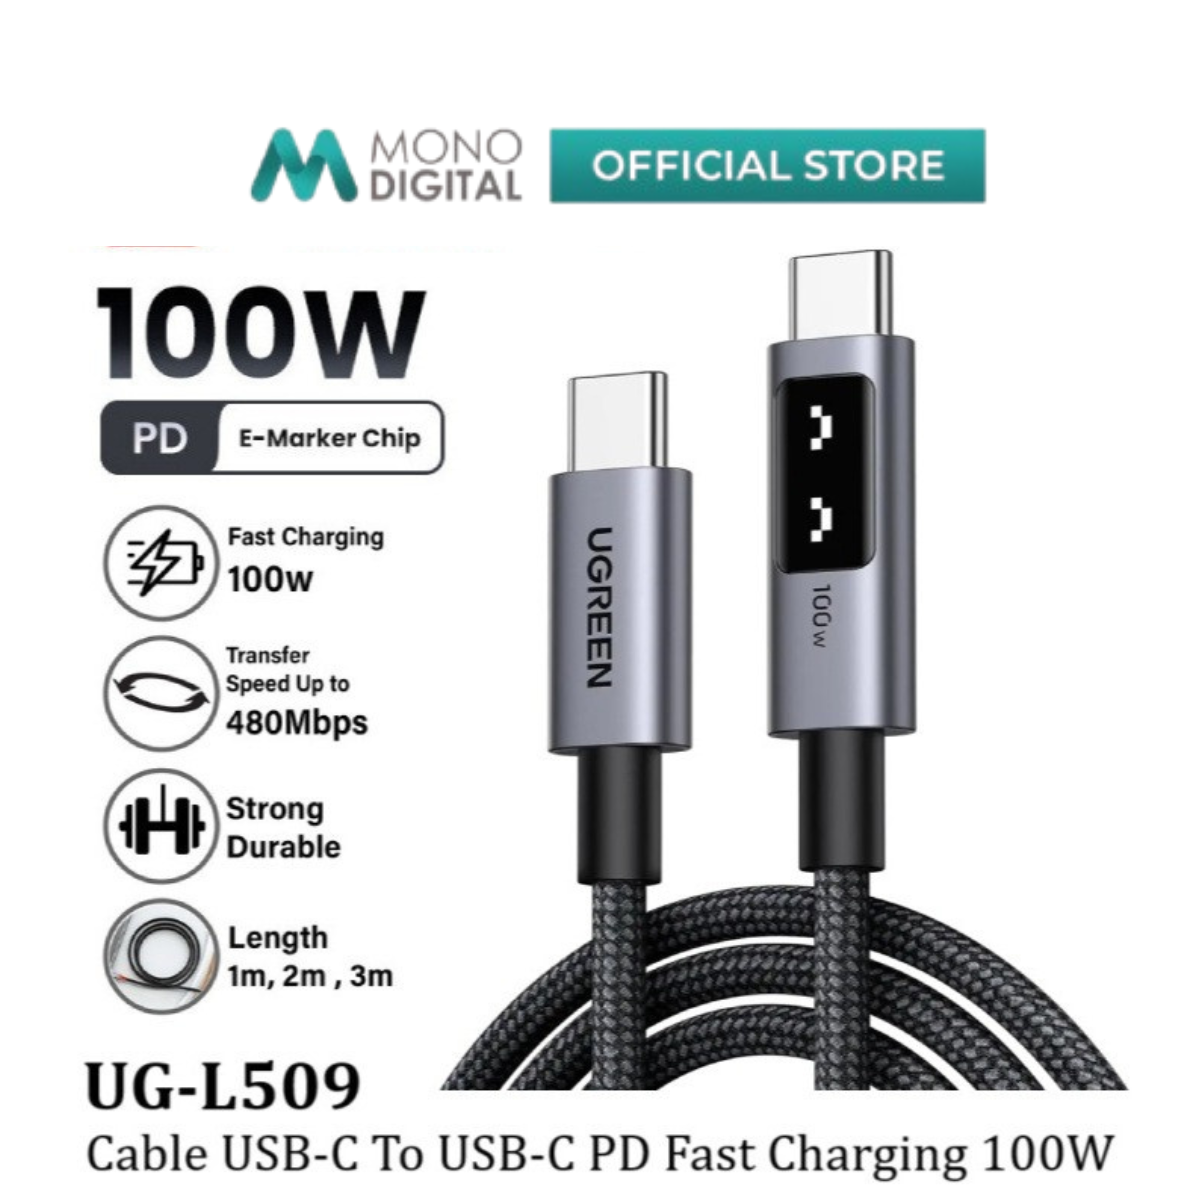 MONO
DIGITAL
OFFICIAL STORE
100W
PD E-Marker Chip
Fast Charging
100w
Transfer
Speed Up to
480Mbps
Strong
Durable
Length
1m, 2m , 3m
UGREEN
100w
UG-L509
Cable USB-C To USB-C PD Fast Charging 100W